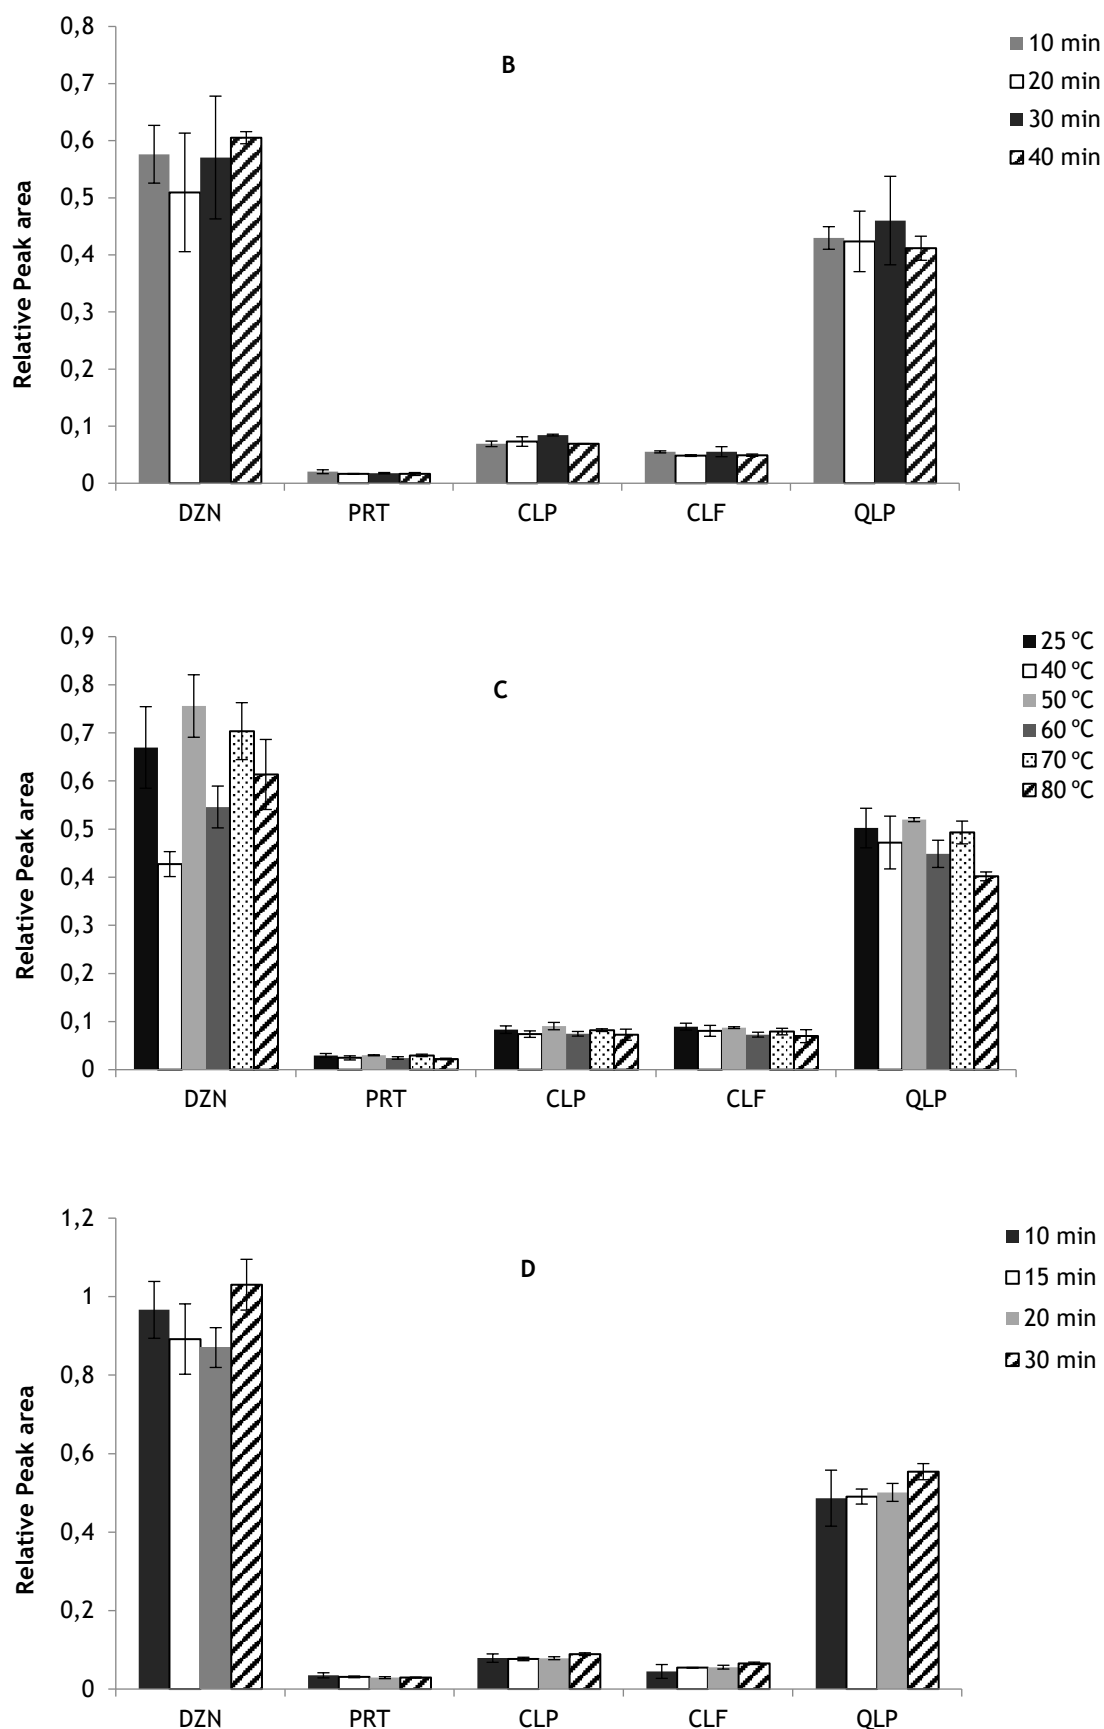 B
10 min
20 min
30 min
40 min
Relative Peak area
0,8
0,7
0,6
0,5
0,4
0,3
0,2
0,1
0
DZN PRT CLP CLF QLP
C
25 ºC
40 ºC
50 ºC
60 ºC
70 ºC
80 ºC
Relative Peak area
0,9
0,8
0,7
0,6
0,5
0,4
0,3
0,2
0,1
0
DZN PRT CLP CLF QLP
D
10 min
15 min
20 min
30 min
Relative Peak area
1,2
1
0,8
0,6
0,4
0,2
0
DZN PRT CLP CLF QLP